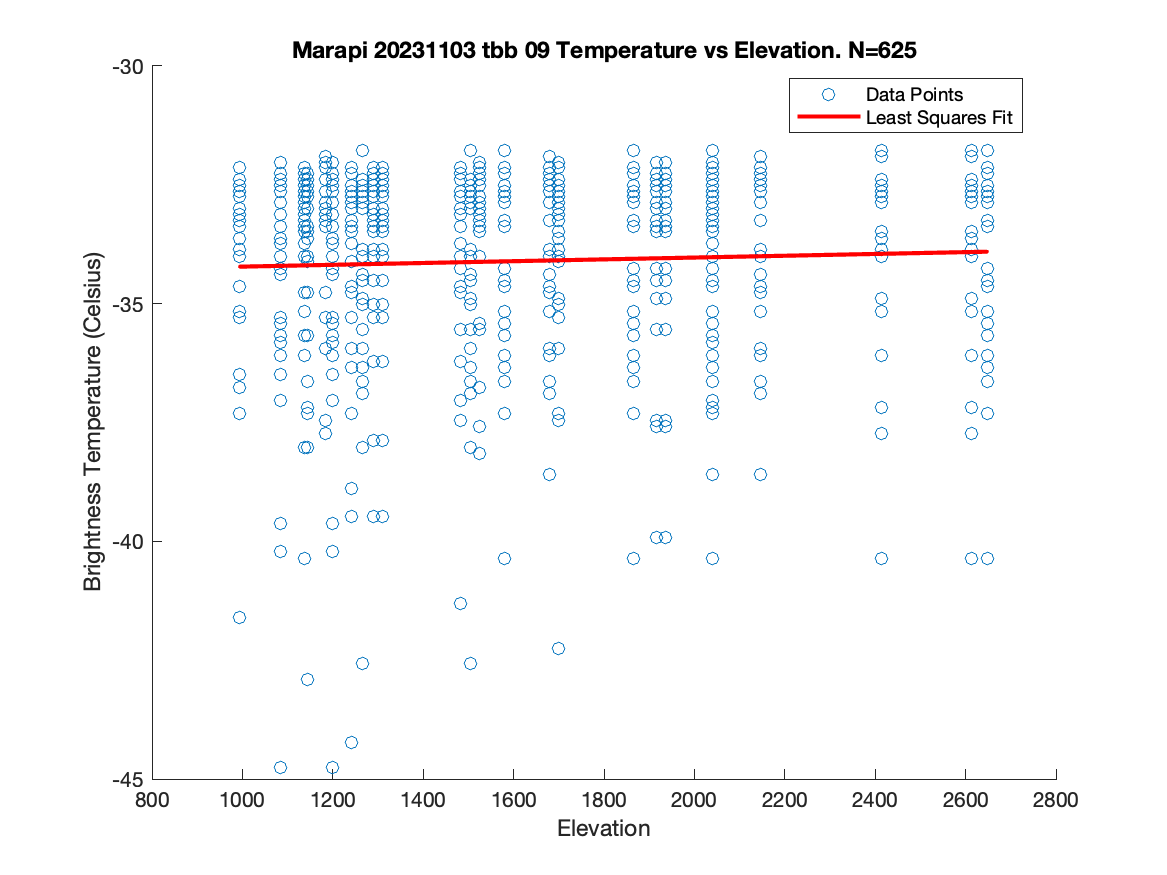 Marapi 20231103 tbb 09 Temperature vs Elevation. N=625
-30
Data Points
Least Squares Fit
-35
Brightness Temperature (Celsius)
-40
-45
800 1000 1200 1400 1600 1800 2000 2200 2400 2600 2800
Elevation